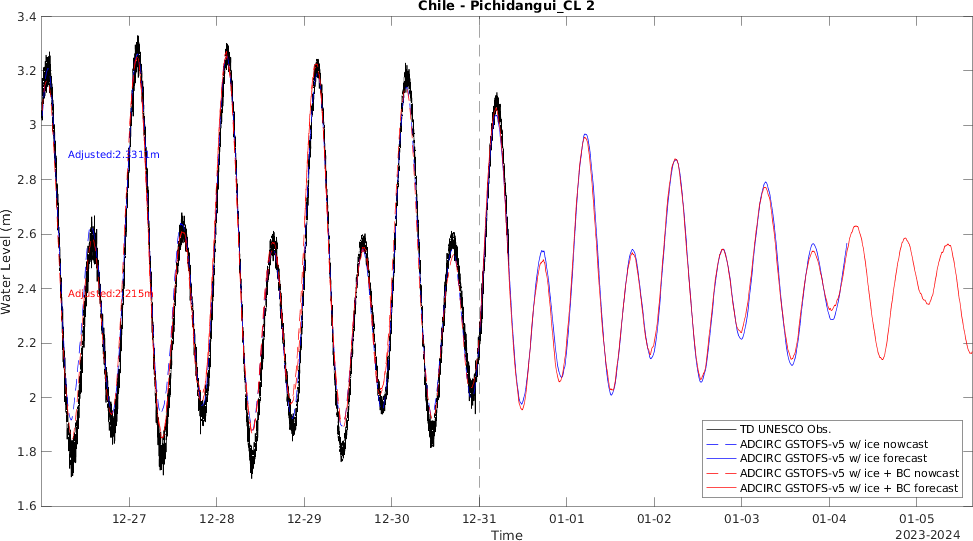 Chile - Pichidangui_CL 2
3.4
3.2
3
2.8
2.6
2.4
2.2
2
1.8
1.6
Water Level (m)
Adjusted:2.3311m
Adjusted:2.215m
12-27
12-28
12-29
12-30
12-31
01-01
01-02
01-03
01-04
01-05
Time
2023-2024
TD UNESCO Obs.
ADCIRC GSTOFS-v5 w/ ice nowcast
ADCIRC GSTOFS-v5 w/ ice forecast
ADCIRC GSTOFS-v5 w/ ice + BC nowcast
ADCIRC GSTOFS-v5 w/ ice + BC forecast